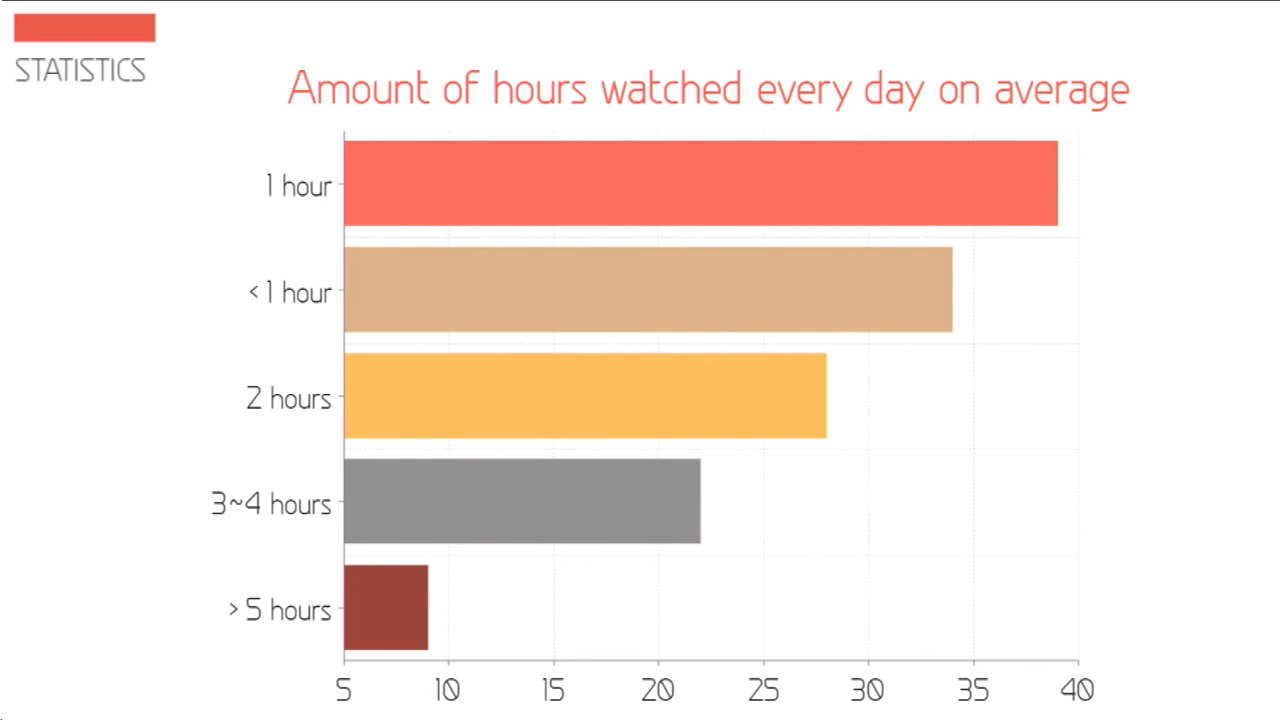 STATISTICS
Amount of hours watched every day on average
1 hour
< 1 hour
2 hours
3~4 hours
> 5 hours
5 10 15 20 25 30 35 40